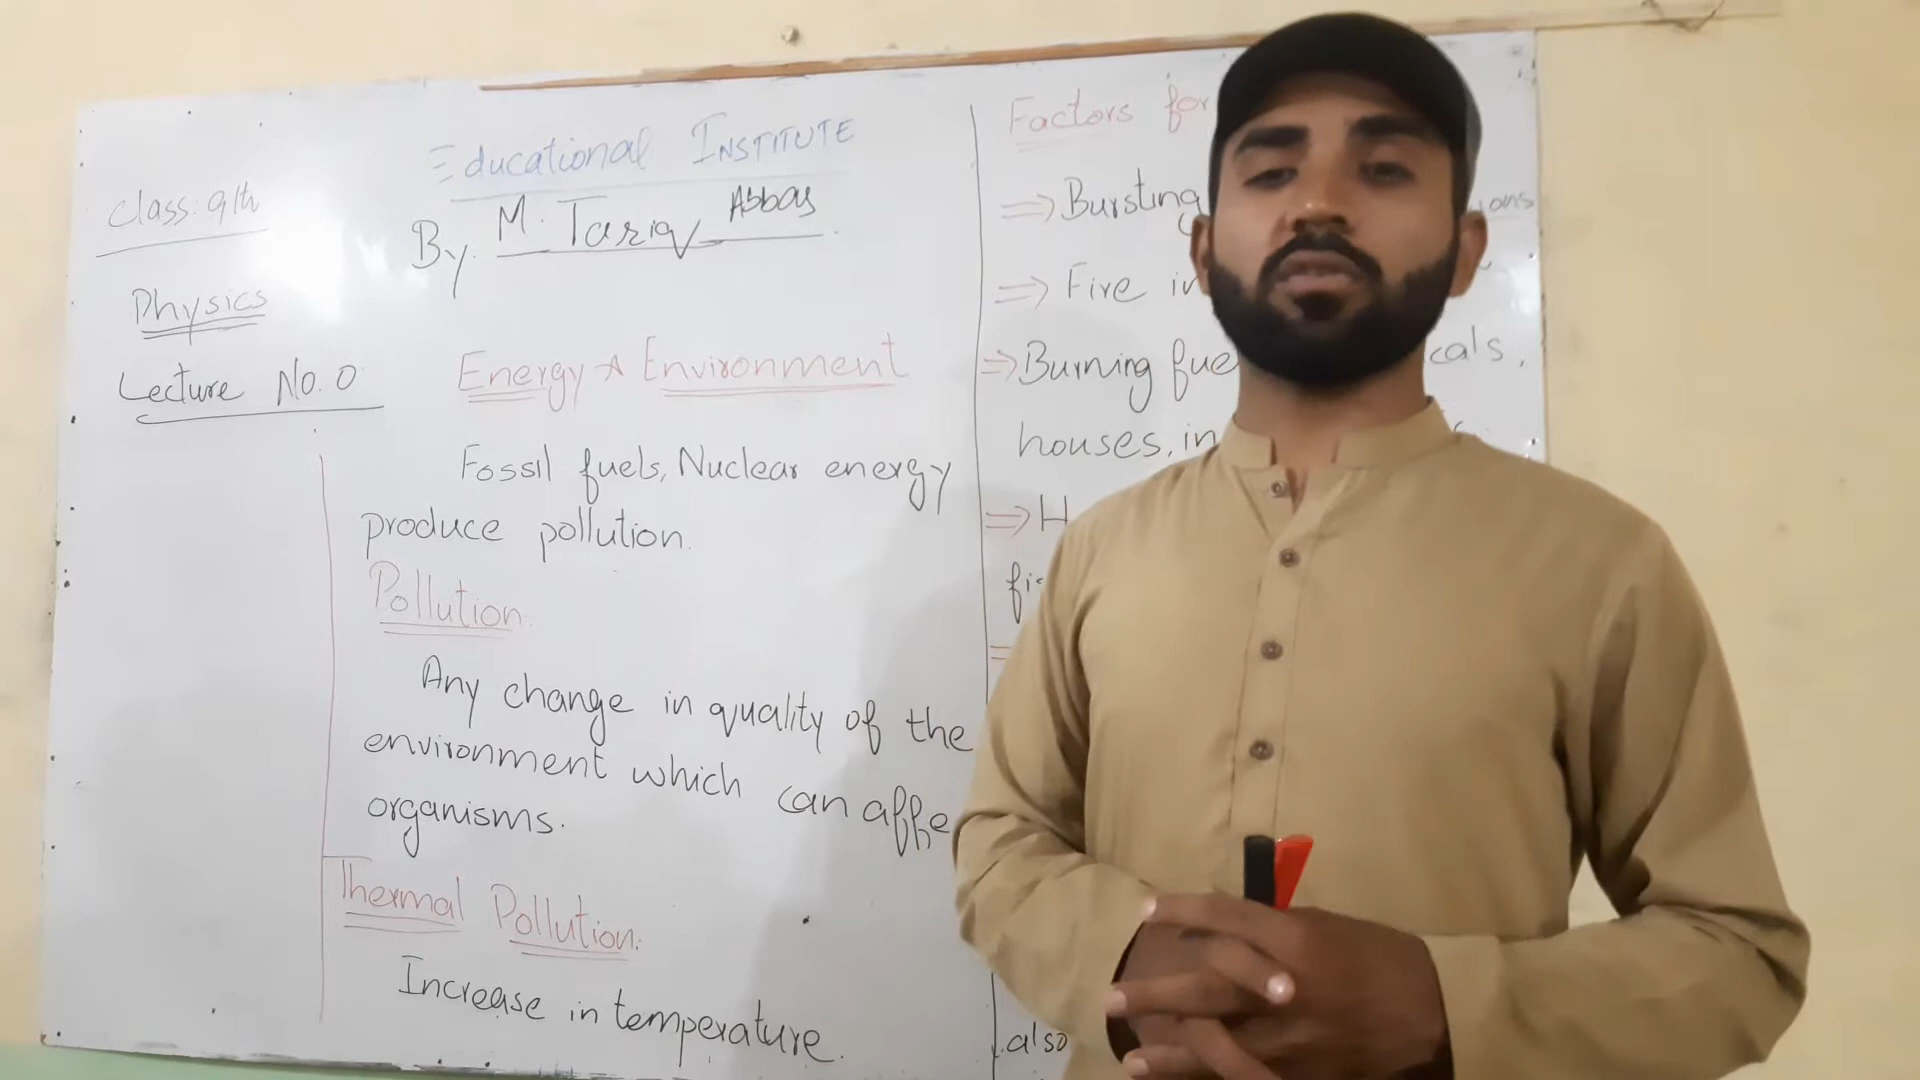 Educational INSTITUTE
By M. Tariq Abbas
Class: 9th
Physics
Lecture No. 0
Energy & Environment
Fossil fuels, Nuclear energy
produce pollution.
Pollution
Any change in quality of the
environment which can affe
organisms.
Thermal Pollution:
Increase in temperature.
Factors for
⇒ Bursting
⇒ Fire in
⇒ Burning fue cals,
houses, in
⇒ H
also